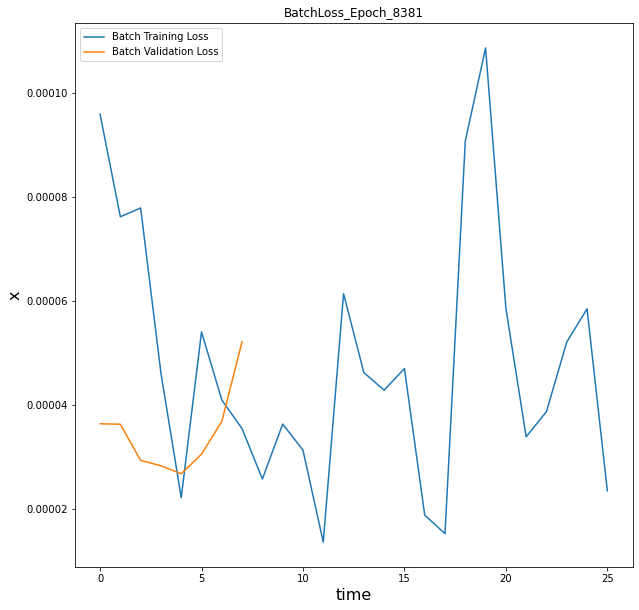 BatchLoss_Epoch_8381
Batch Training Loss
Batch Validation Loss
0.00010
0.00008
0.00006
0.00004
0.00002
x
0 5 10 15 20 25
time